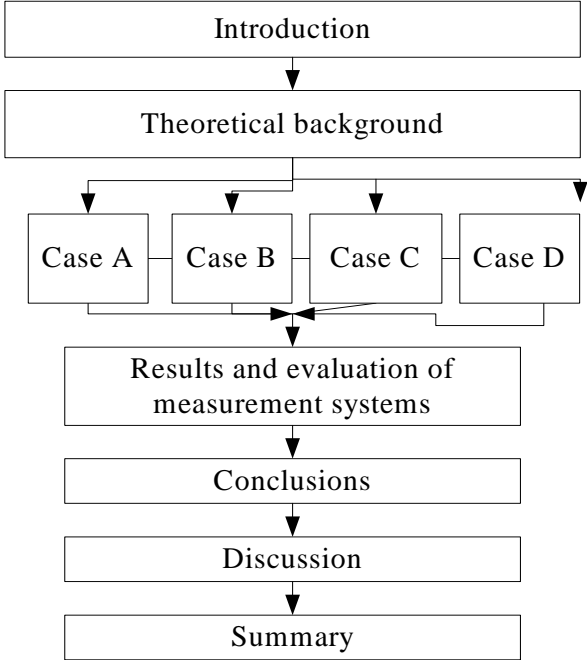 Introduction
Theoretical background
Case A
Case B
Case C
Case D
Results and evaluation of
measurement systems
Conclusions
Discussion
Summary